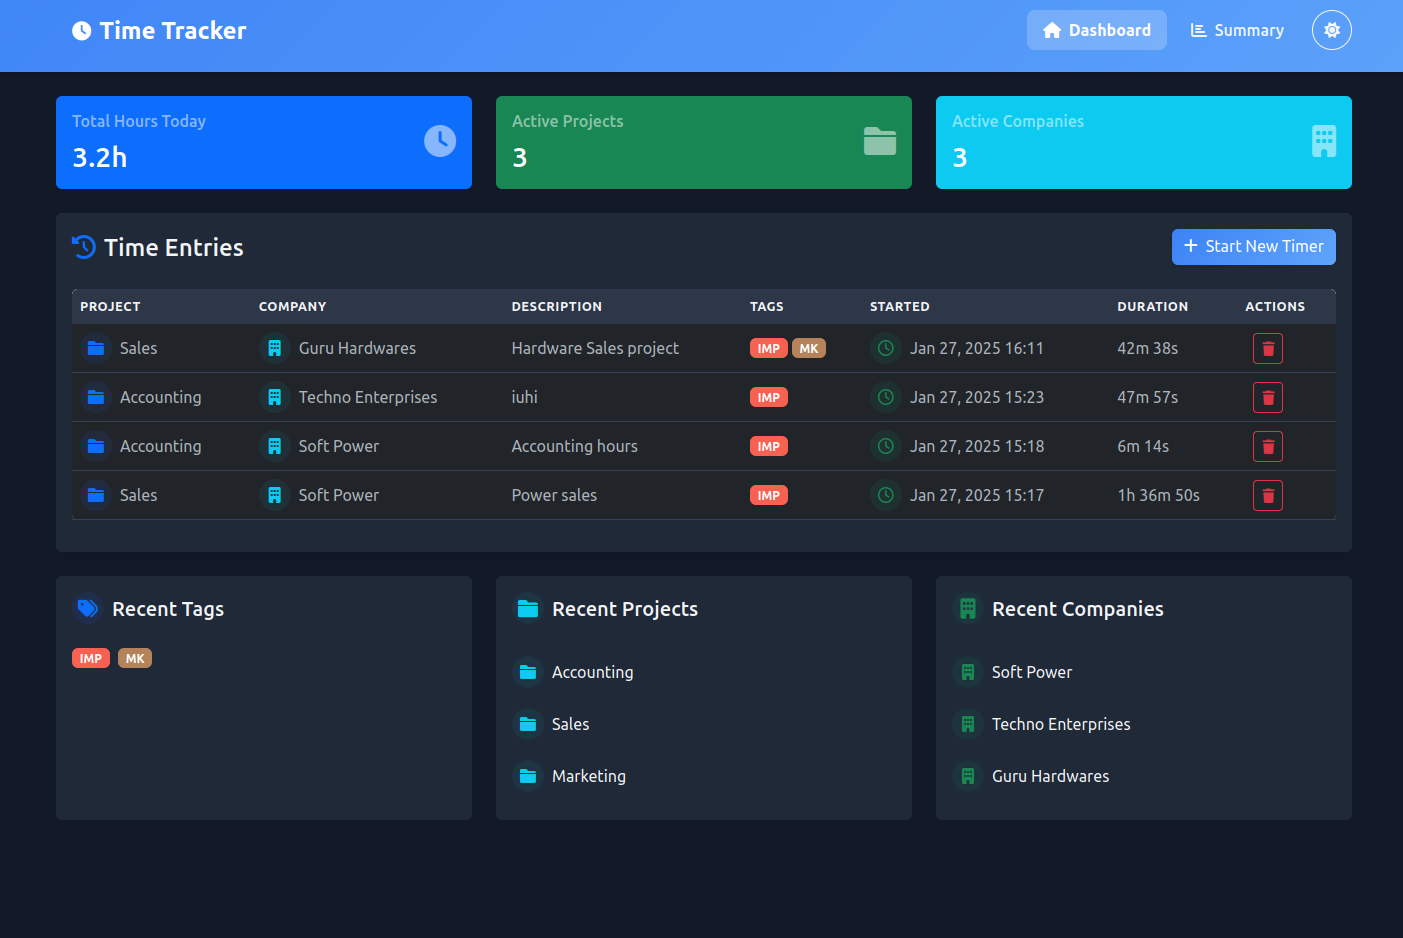 Time Tracker Dashboard Summary
Total Hours Today
3.2h
Active Projects
3
Active Companies
3
Time Entries
+ Start New Timer
PROJECT COMPANY DESCRIPTION TAGS STARTED DURATION ACTIONS
Sales Guru Hardwares Hardware Sales project IMP MK Jan 27, 2025 16:11 42m 38s
Accounting Techno Enterprises iuhi IMP Jan 27, 2025 15:23 47m 57s
Accounting Soft Power Accounting hours IMP Jan 27, 2025 15:18 6m 14s
Sales Soft Power Power sales IMP Jan 27, 2025 15:17 1h 36m 50s
Recent Tags
IMP MK
Recent Projects
Accounting
Sales
Marketing
Recent Companies
Soft Power
Techno Enterprises
Guru Hardwares